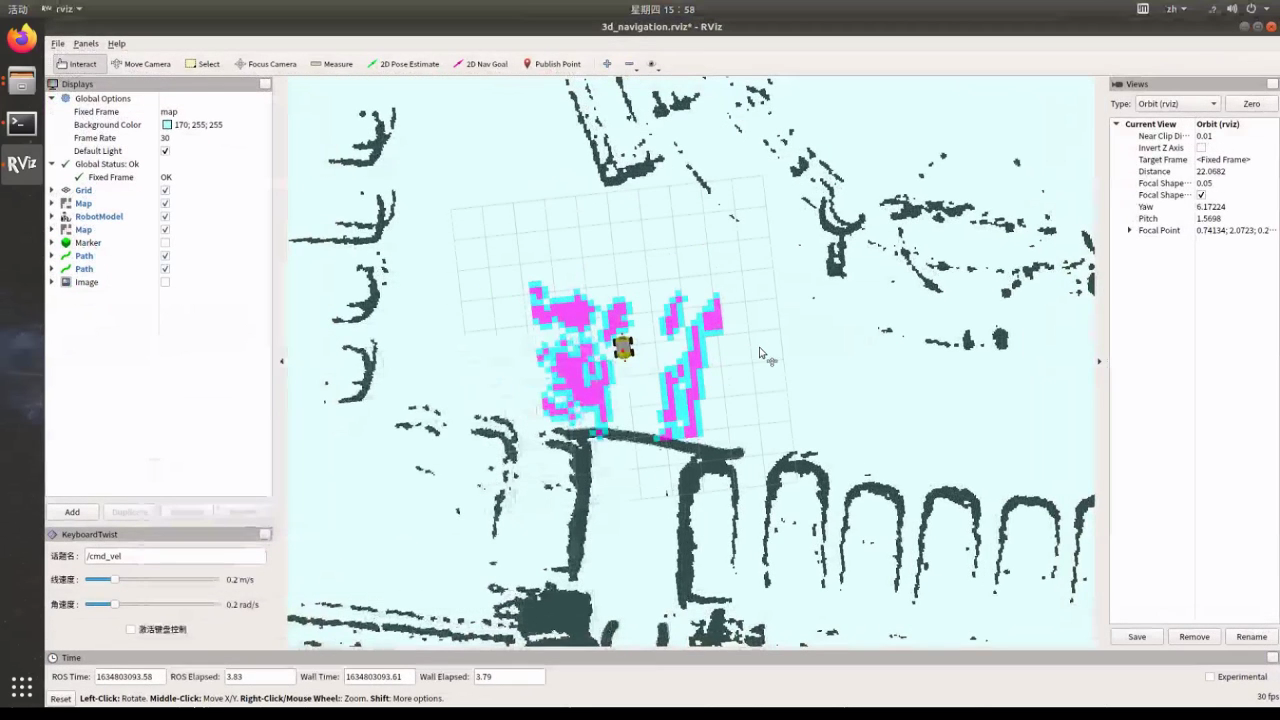 活动
rviz
星期四 15：58
zh
3d_navigation.rviz* - RViz
File Panels Help
Interact Move Camera Select Focus Camera Measure 2D Pose Estimate 2D Nav Goal Publish Point
Displays
Global Options
Fixed Frame map
Background Color 170; 255; 255
Frame Rate 30
Default Light
Global Status: Ok
Fixed Frame OK
Grid
Map
RobotModel
Map
Marker
Path
Path
Image
Add
KeyboardTwist
话题名： /cmd_vel
线速度： 0.2 m/s
角速度： 0.2 rad/s
激活键盘控制
Views
Type: Orbit (rviz) Zero
Current View Orbit (rviz)
Near Clip Di··· 0.01
Invert Z Axis
Target Frame <Fixed Frame>
Distance 22.0682
Focal Shape··· 0.05
Focal Shape···
Yaw 6.17224
Pitch 1.5698
Focal Point 0.74134; 2.0723; 0.2···
Save Remove Rename
Time
ROS Time: 1634803093.58 ROS Elapsed: 3.83 Wall Time: 1634803093.61 Wall Elapsed: 3.79 Experimental
Reset Left-Click: Rotate. Middle-Click: Move X/Y. Right-Click/Mouse Wheel:: Zoom. Shift: More options. 30 fps
RViz